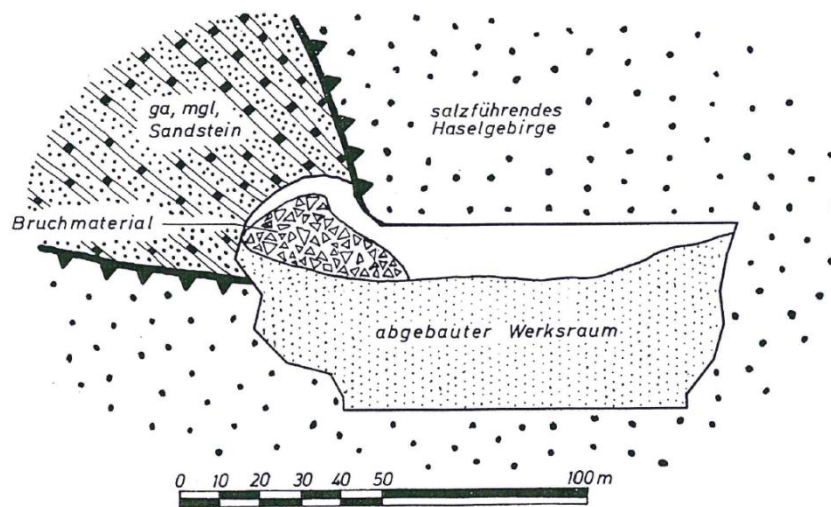 ga, mgl,
Sandstein
salzführendes
Haselgebirge
Bruchmaterial
abgebauter Werksraum
0 10 20 30 40 50 100 m